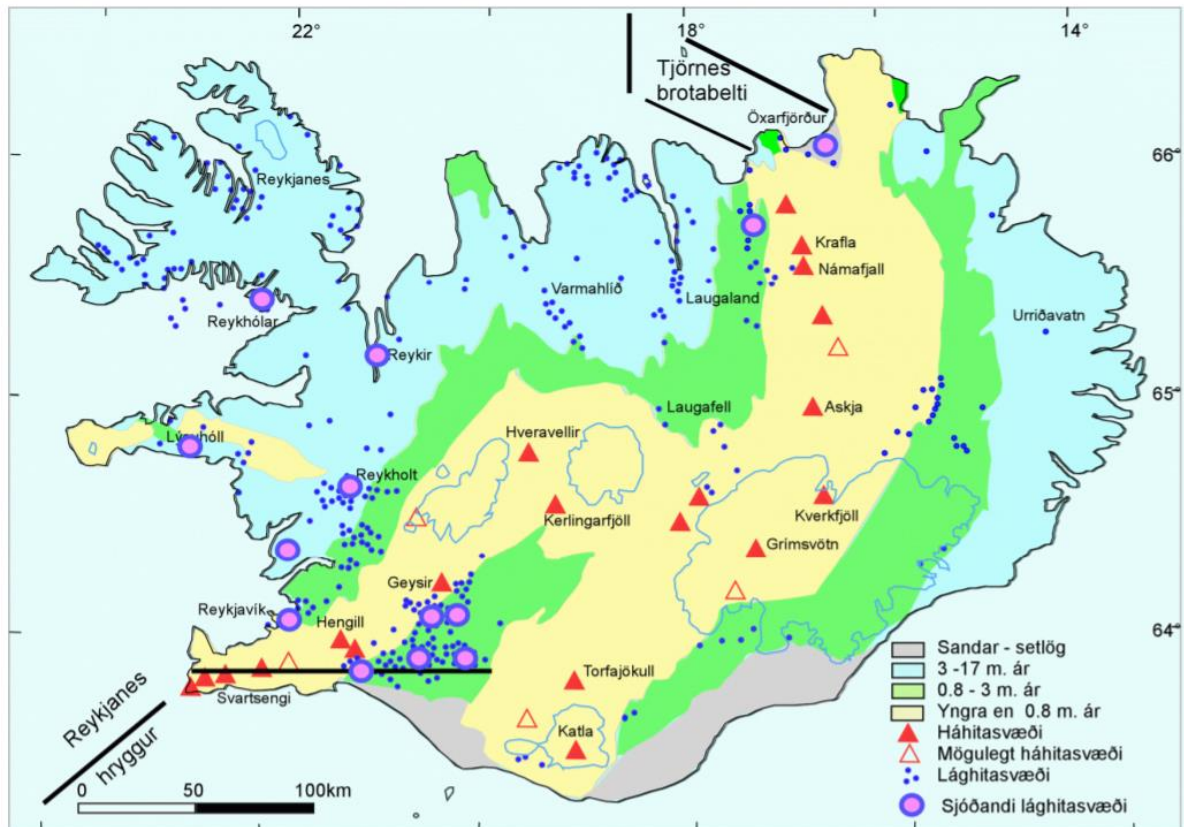 22°
18°
14°
Tjörnes
brotabelti
Öxarfjörður
66°
Reykjanes
Krafla
Námafjall
Varmahlíð
Laugaland
Urriðavatn
Reykhólar
Reykir
65°
Laugafell
Askja
Lýsuhóll
Hveravellir
Reykholt
Kerlingarfjöll
Kverkfjöll
Grímsvötn
Geysir
Reykjavík
Hengill
64°
Svartsengi
Torfajökull
Katla
Reykjanes
hryggur
0 50 100km
Sandar - setlög
3 -17 m. ár
0.8 - 3 m. ár
Yngra en 0.8 m. ár
Háhitasvæði
Mögulegt háhitasvæði
Lághitasvæði
Sjóðandi lághitasvæði